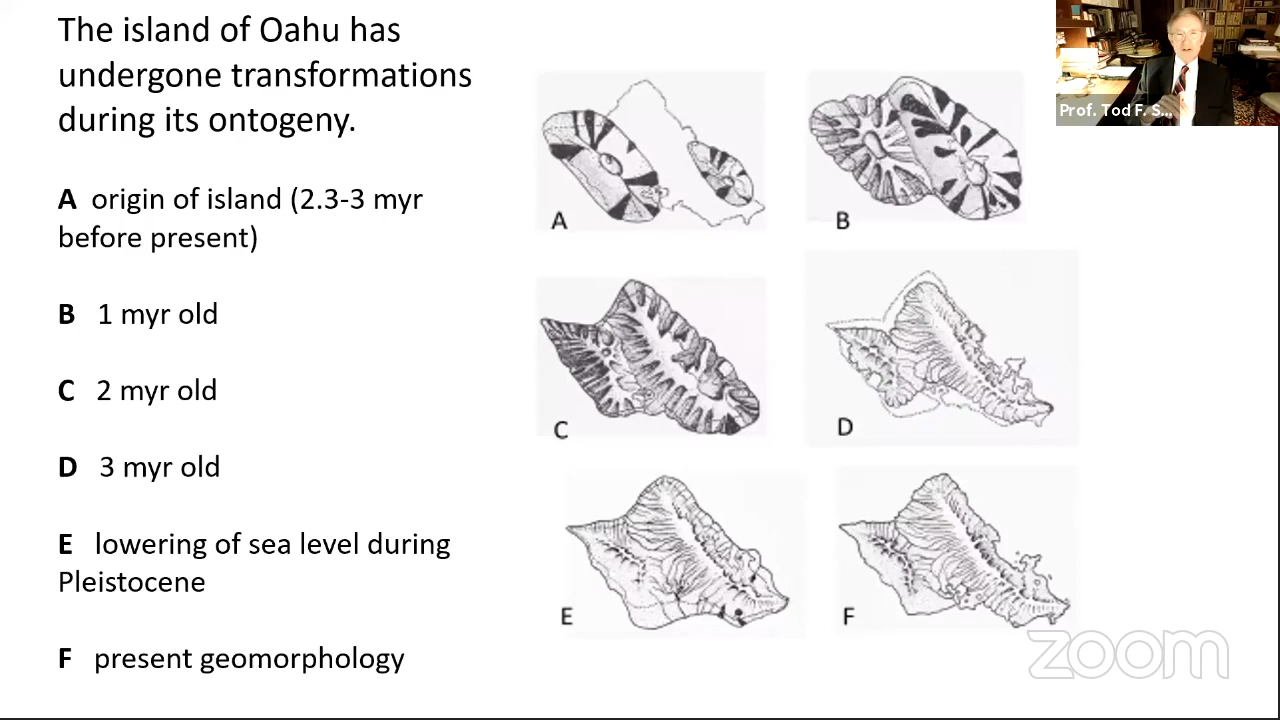 The island of Oahu has
undergone transformations
during its ontogeny.
A origin of island (2.3-3 myr
before present)
B 1 myr old
C 2 myr old
D 3 myr old
E lowering of sea level during
Pleistocene
F present geomorphology
A
B
C
D
E
F
Prof. Tod F. S...
zoom